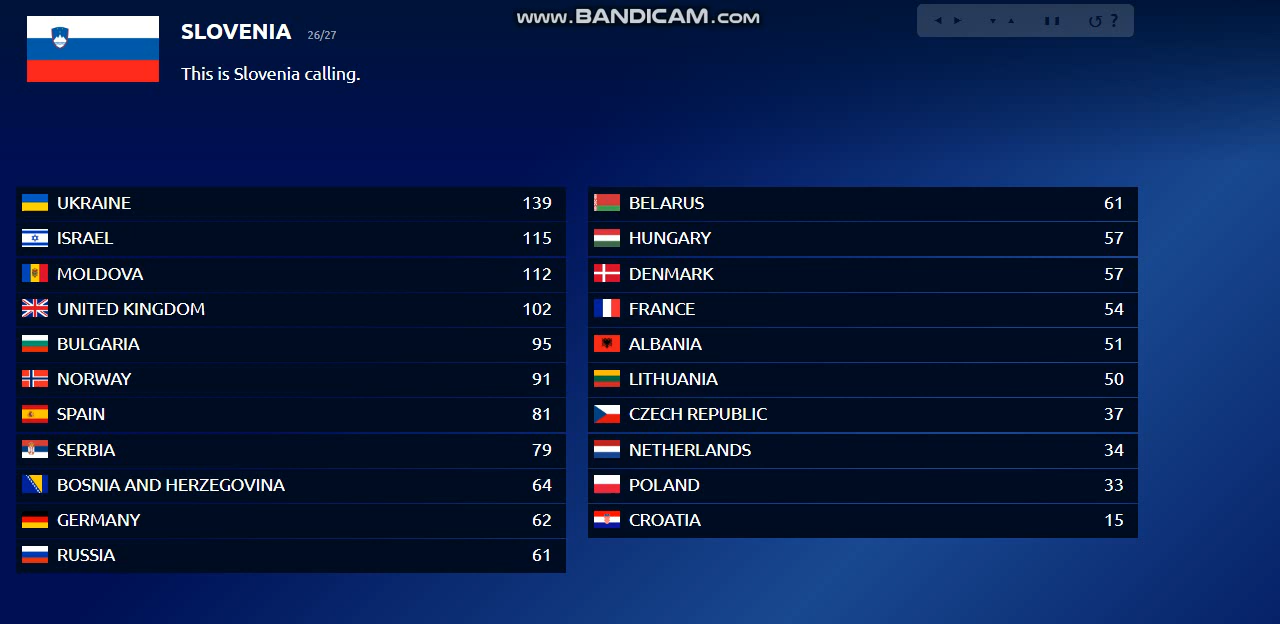 www.BANDICAM.com
SLOVENIA 26/27
This is Slovenia calling.
UKRAINE 139
ISRAEL 115
MOLDOVA 112
UNITED KINGDOM 102
BULGARIA 95
NORWAY 91
SPAIN 81
SERBIA 79
BOSNIA AND HERZEGOVINA 64
GERMANY 62
RUSSIA 61
BELARUS 61
HUNGARY 57
DENMARK 57
FRANCE 54
ALBANIA 51
LITHUANIA 50
CZECH REPUBLIC 37
NETHERLANDS 34
POLAND 33
CROATIA 15
?